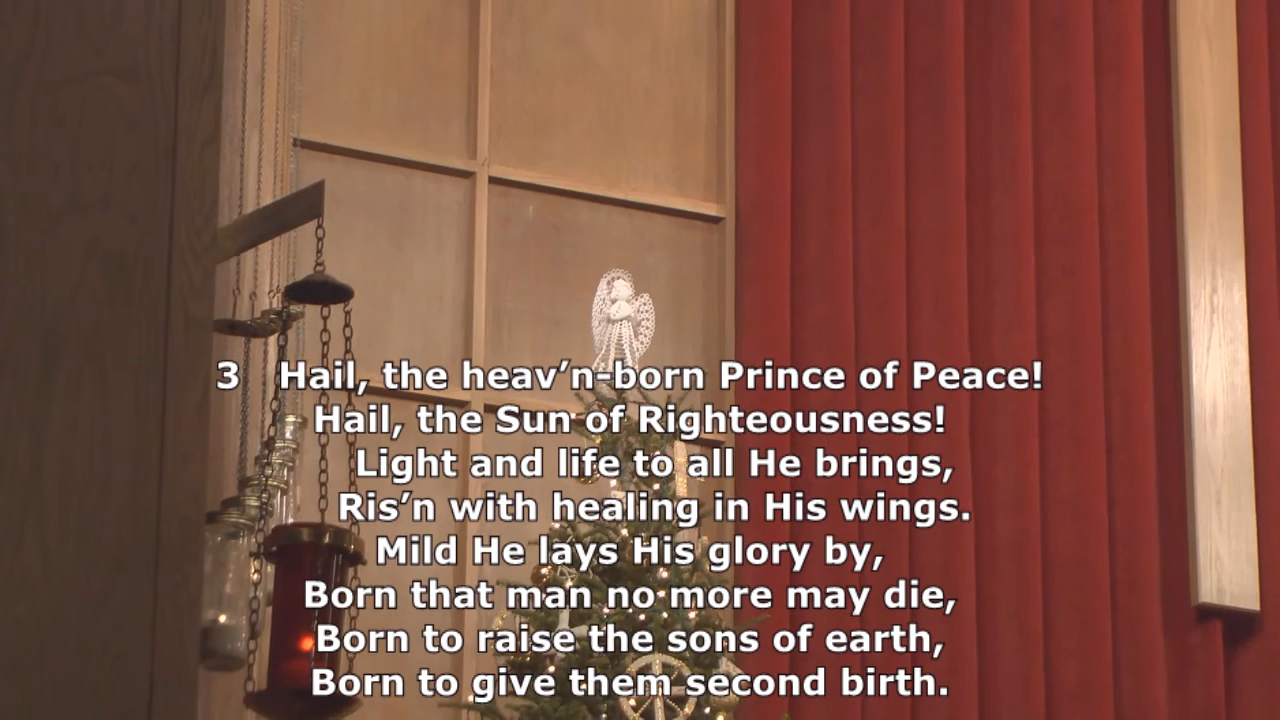 3 Hail, the heav’n-born Prince of Peace!
Hail, the Sun of Righteousness!
Light and life to all He brings,
Ris’n with healing in His wings.
Mild He lays His glory by,
Born that man no more may die,
Born to raise the sons of earth,
Born to give them second birth.